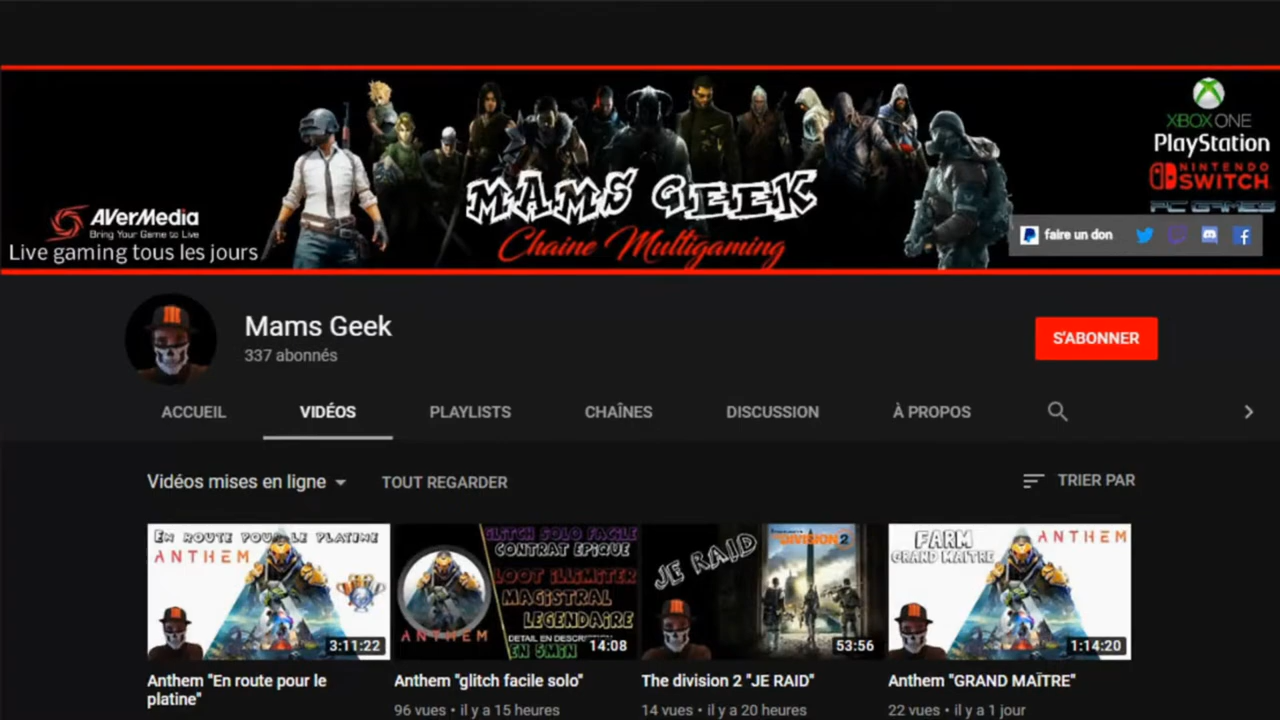 XBOX ONE
PlayStation
NINTENDO
SWITCH
PC GAMES
MAMS GEEK
Chaine Multigaming
AVerMedia
Bring Your Game to Live
Live gaming tous les jours
faire un don
Mams Geek
337 abonnés
S'ABONNER
ACCUEIL VIDÉOS PLAYLISTS CHAÎNES DISCUSSION À PROPOS
Vidéos mises en ligne TOUT REGARDER TRIER PAR
EN ROUTE POUR LE PLATINE
ANTHEM
3:11:22
GLITCH SOLO FACILE
CONTRAT EPIQUE
LOOT ILLIMITER
MAGISTRAL
LEGENDAIRE
ANTHEM
EN 5MIN
14:08
JE RAID
DIVISION 2
53:56
FARM
GRAND MAÎTRE
ANTHEM
1:14:20
Anthem "En route pour le
platine"
Anthem "glitch facile solo"
96 vues • il y a 15 heures
The division 2 "JE RAID"
14 vues • il y a 20 heures
Anthem "GRAND MAÎTRE"
22 vues • il y a 1 jour